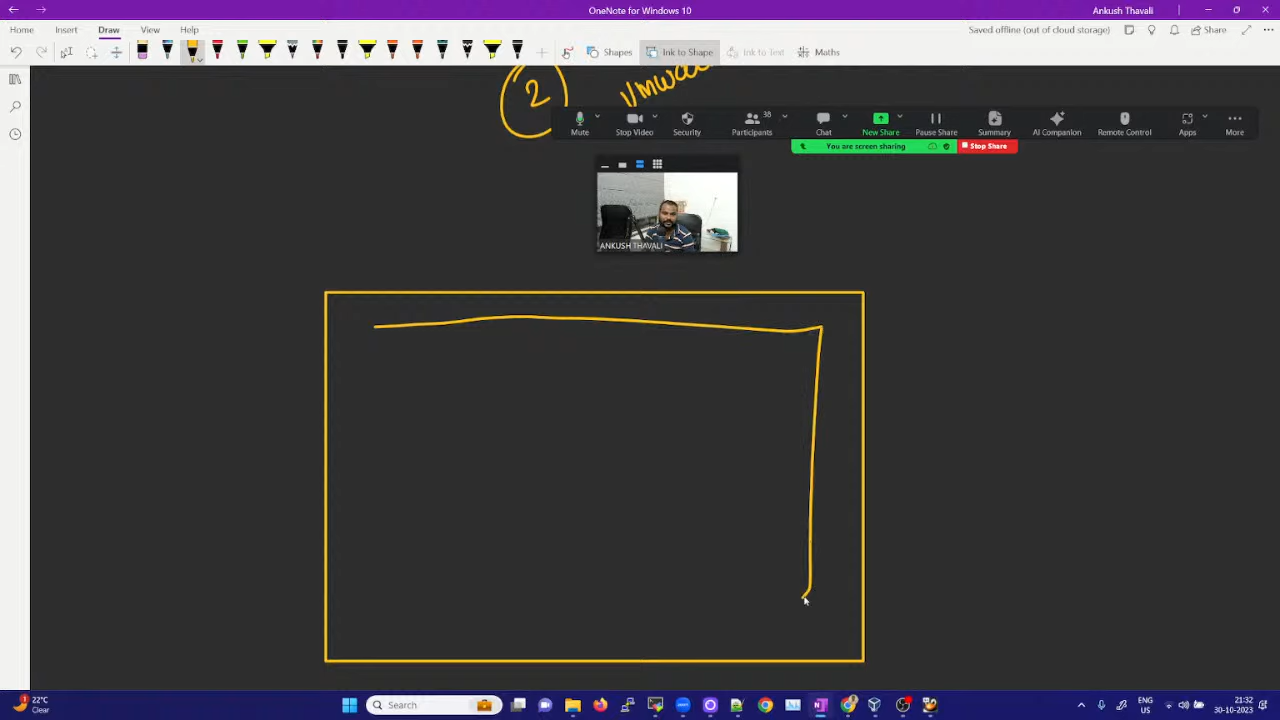 OneNote for Windows 10
Ankush Thavali
Home Insert Draw View Help
Saved offline (out of cloud storage) Share
Shapes Ink to Shape Ink to Text Maths
2
Mute Stop Video Security Participants 38 Chat New Share Pause Share Summary AI Companion Remote Control Apps More
You are screen sharing Stop Share
ANKUSH THAVALI
1 22°C
Clear
Search
ENG
US
21:32
30-10-2023